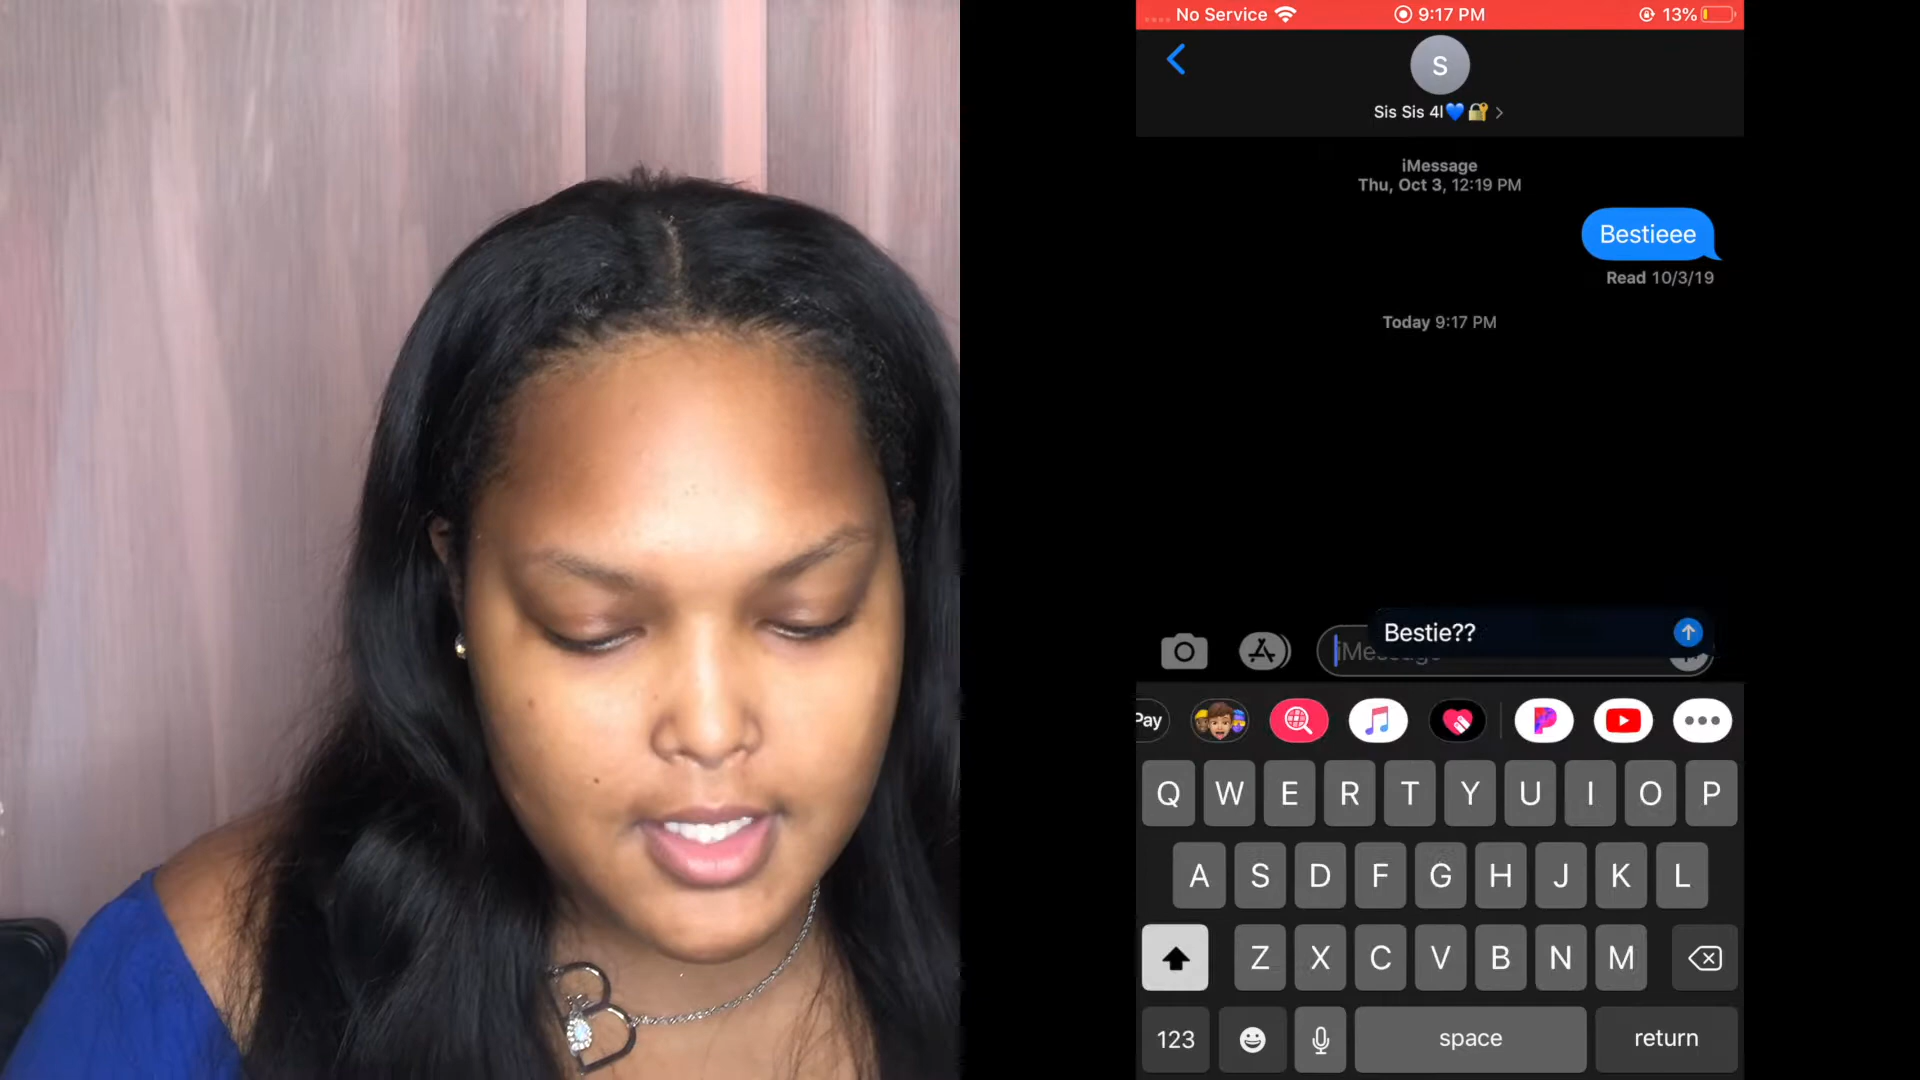 No Service 9:17 PM 13%
S
Sis Sis 4l💙🔐 >
iMessage
Thu, Oct 3, 12:19 PM
Bestieee
Read 10/3/19
Today 9:17 PM
Bestie??
iMessage
Pay
Q W E R T Y U I O P
A S D F G H J K L
Z X C V B N M
123 space return